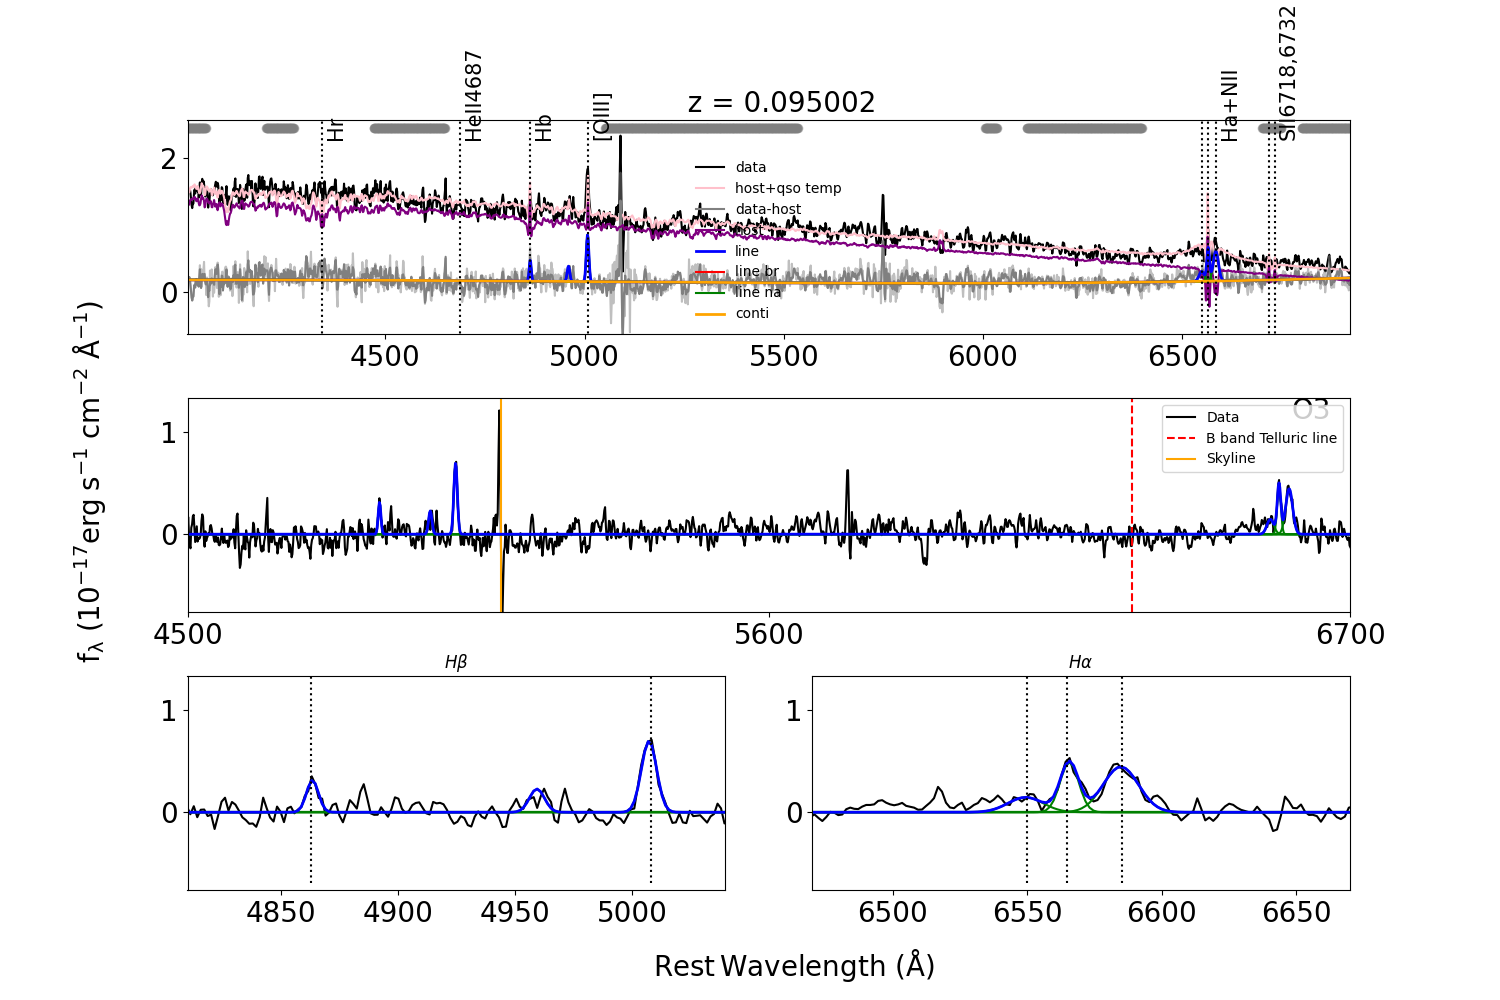 z = 0.095002
Hr
HeII4687
Hb
[OIII]
Ha+NII
SII6718,6732
2
0
data
host+qso temp
data-host
host
line
line br
line na
conti
4500 5000 5500 6000 6500
fλ (10⁻¹⁷erg s⁻¹ cm⁻² Å⁻¹)
O3
1
0
Data
B band Telluric line
Skyline
4500 5600 6700
Hβ
1
0
4850 4900 4950 5000
Hα
1
0
6500 6550 6600 6650
Rest Wavelength (Å)